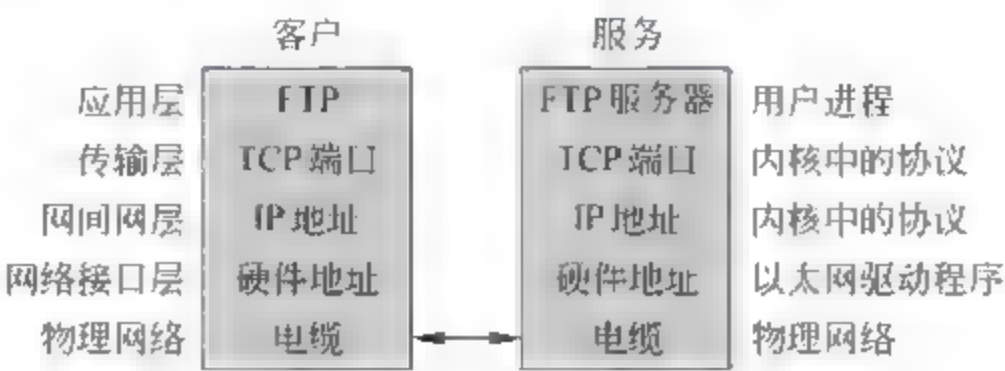 客户 服务
应用层 FTP FTP服务器 用户进程
传输层 TCP端口 TCP端口 内核中的协议
网间网层 IP地址 IP地址 内核中的协议
网络接口层 硬件地址 硬件地址 以太网驱动程序
物理网络 电缆 电缆 物理网络